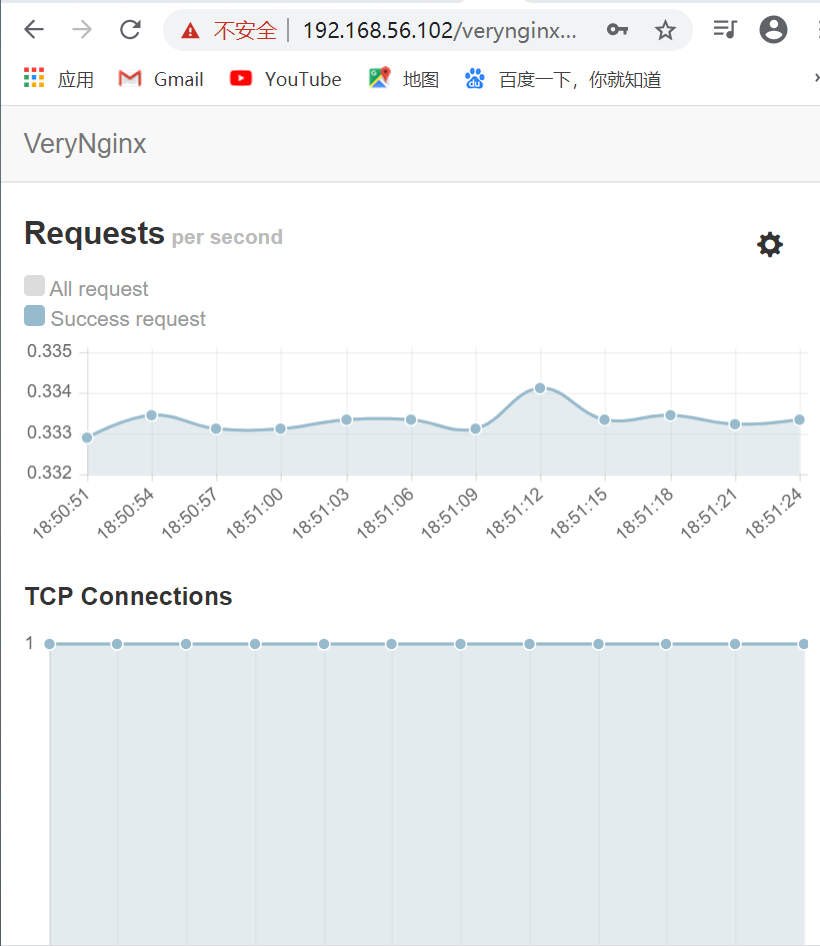 不安全 192.168.56.102/verynginx...
应用 Gmail YouTube 地图 百度一下，你就知道
VeryNginx
Requests per second
All request
Success request
0.335
0.334
0.333
0.332
18:50:51 18:50:54 18:50:57 18:51:00 18:51:03 18:51:06 18:51:09 18:51:12 18:51:15 18:51:18 18:51:21 18:51:24
TCP Connections
1